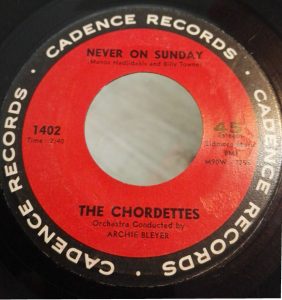 CADENCE RECORDS • CADENCE RECORDS • CADENCE RECORDS •
NEVER ON SUNDAY
Manos Hadjidakis and Billy Towne
1402
Time - 2:40
45
BMI
THE CHORDETTES
Orchestra Conducted by
ARCHIE BLEYER